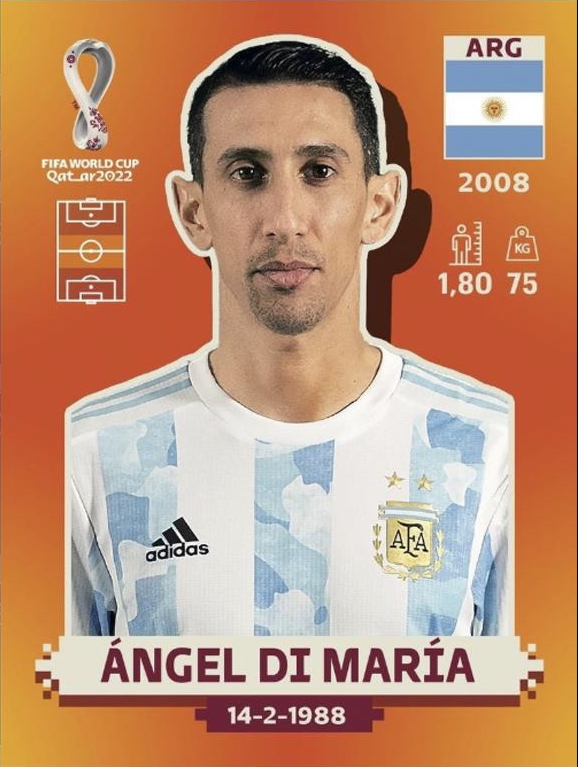 ARG
FIFA WORLD CUP
Qatar2022
2008
KG
1,80 75
adidas
AFA
ÁNGEL DI MARÍA
14-2-1988